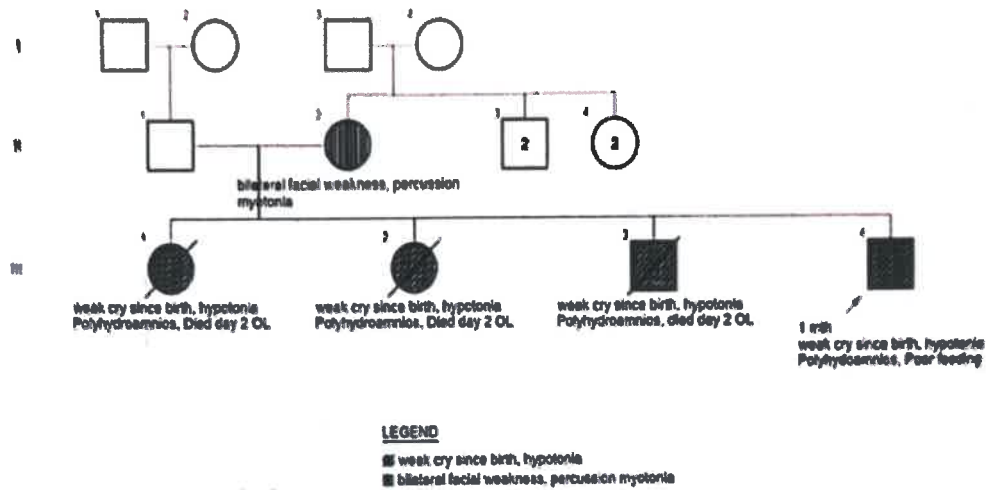 I
1
2
3
2
II
1
2
3
2
4
2
bilateral facial weakness, percussion
myotonia
III
1
2
3
4
weak cry since birth, hypotonia
Polyhydroamnios, Died day 2 OL
weak cry since birth, hypotonia
Polyhydroamnios, Died day 2 OL
weak cry since birth, hypotonia
Polyhydroamnios, died day 2 OL
1 mth
weak cry since birth, hypotonia
Polyhydoamnios, Poor feeding
LEGEND
weak cry since birth, hypotonia
bilateral facial weakness, percussion myotonia